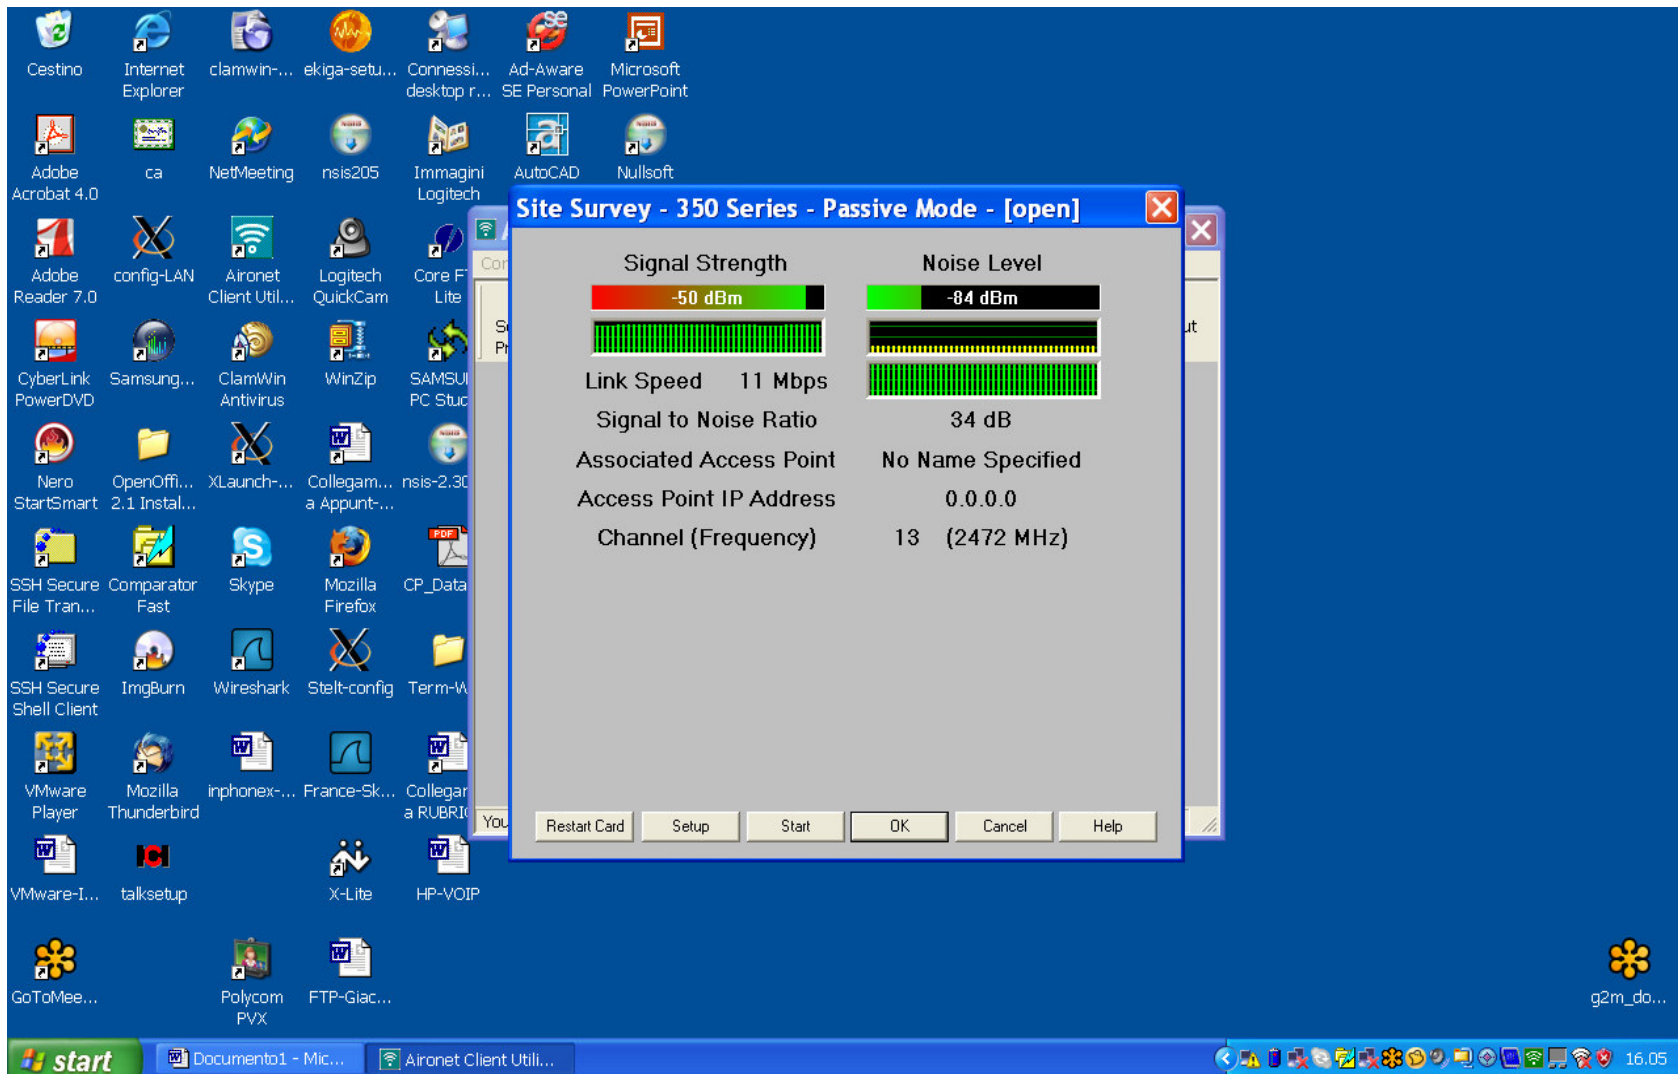 Cestino
Internet Explorer
clamwin-...
ekiga-setu...
Connessi... desktop r...
Ad-Aware SE Personal
Microsoft PowerPoint
Adobe Acrobat 4.0
ca
NetMeeting
nsis205
Immagini Logitech
AutoCAD
Nullsoft
Adobe Reader 7.0
config-LAN
Aironet Client Util...
Logitech QuickCam
Core F
Lite
CyberLink PowerDVD
Samsung...
ClamWin Antivirus
WinZip
SAMSU
PC Stud
Nero StartSmart
OpenOffi... 2.1 Instal...
XLaunch-...
Collegam... a Appunt-...
nsis-2.30
SSH Secure File Tran...
Comparator Fast
Skype
Mozilla Firefox
CP_Data
SSH Secure Shell Client
ImgBurn
Wireshark
Stelt-config
Term-W
VMware Player
Mozilla Thunderbird
inphonex-...
France-Sk...
Collegar
a RUBRI
VMware-I...
talksetup
X-Lite
HP-VOIP
GoToMee...
Polycom PVX
FTP-Giac...
g2m_do...
Site Survey - 350 Series - Passive Mode - [open]
Signal Strength
Noise Level
-50 dBm
-84 dBm
Link Speed 11 Mbps
Signal to Noise Ratio 34 dB
Associated Access Point No Name Specified
Access Point IP Address 0.0.0.0
Channel (Frequency) 13 (2472 MHz)
Restart Card Setup Start OK Cancel Help
You
start
Documento1 - Mic...
Aironet Client Utili...
16.05